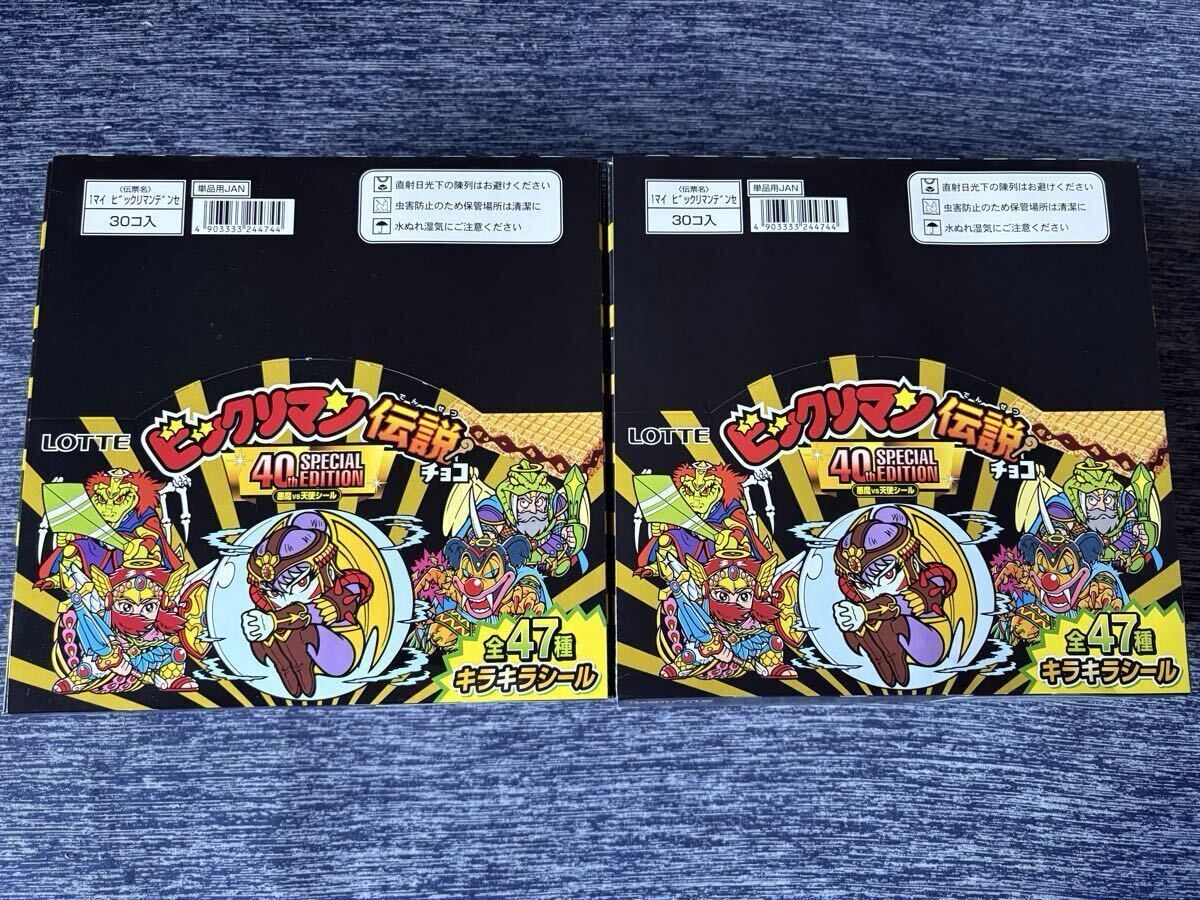 〈伝票名〉
1マイ ビックリマンデンセ
30コ入
単品用JAN
4 903333 244744
直射日光下の陳列はお避けください
虫害防止のため保管場所は清潔に
水ぬれ湿気にご注意ください
LOTTE
ビックリマン
でんせつ
伝説
チョコ
40th SPECIAL EDITION
悪魔vs天使シール
全47種
キラキラシール
〈伝票名〉
1マイ ビックリマンデンセ
30コ入
単品用JAN
4 903333 244744
直射日光下の陳列はお避けください
虫害防止のため保管場所は清潔に
水ぬれ湿気にご注意ください
LOTTE
ビックリマン
でんせつ
伝説
チョコ
40th SPECIAL EDITION
悪魔vs天使シール
全47種
キラキラシール